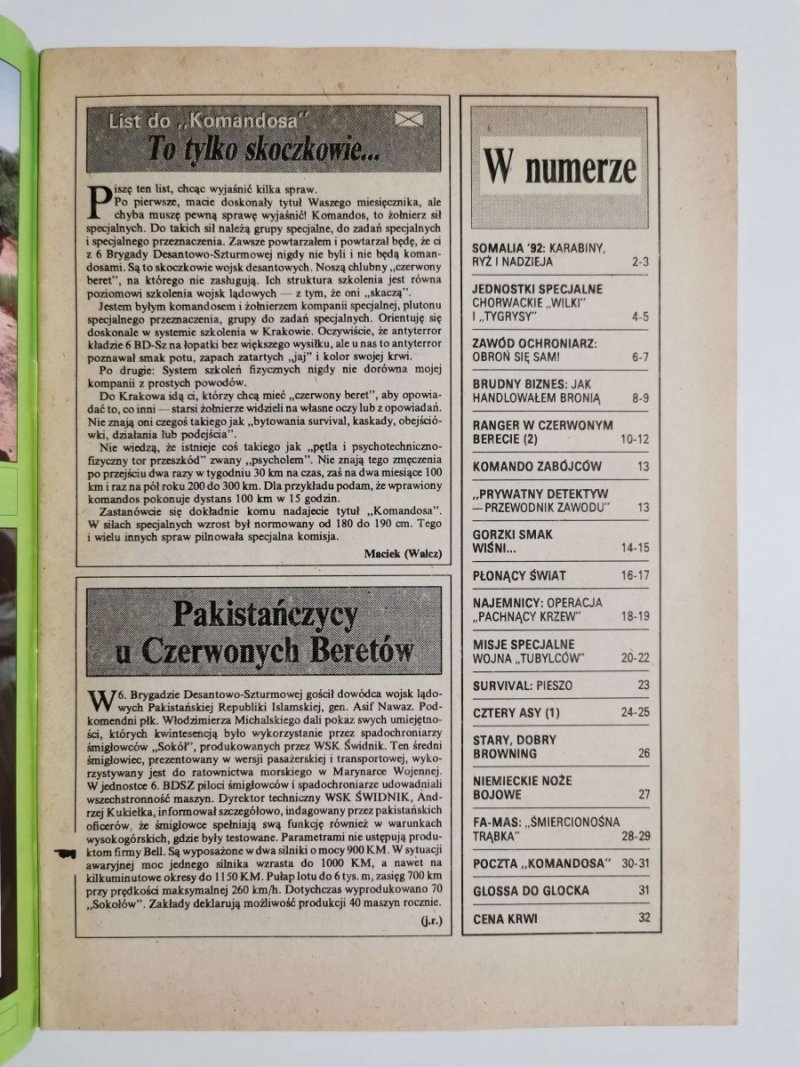 List do „Komandosa"
To tylko skoczkowie...
Piszę ten list, chcąc wyjaśnić kilka spraw.
Po pierwsze, macie doskonały tytuł Waszego miesięcznika, ale
chyba muszę pewną sprawę wyjaśnić! Komandos, to żołnierz sił
specjalnych. Do takich sił należą grupy specjalne, do zadań specjalnych
i specjalnego przeznaczenia. Zawsze powtarzałem i powtarzał będę, że ci
z 6 Brygady Desantowo-Szturmowej nigdy nie byli i nie będą koman-
dosami. Są to skoczkowie wojsk desantowych. Noszą chlubny „czerwony
beret", na którego nie zasługują. Ich struktura szkolenia jest równa
poziomowi szkolenia wojsk lądowych — z tym, że oni „skaczą".
Jestem byłym komandosem i żołnierzem kompanii specjalnej, plutonu
specjalnego przeznaczenia, grupy do zadań specjalnych. Orientuję się
doskonale w systemie szkolenia w Krakowie. Oczywiście, że antyterror
kładzie 6 BD-Sz na łopatki bez większego wysiłku, ale u nas to antyterror
poznawał smak potu, zapach zatartych „jaj" i kolor swojej krwi.
Po drugie: System szkoleń fizycznych nigdy nie dorówna mojej
kompanii z prostych powodów.
Do Krakowa idą ci, którzy chcą mieć „czerwony beret", aby opowia-
dać to, co inni — starsi żołnierze widzieli na własne oczy lub z opowiadań.
Nie znają oni czegoś takiego jak „bytowania survival, kaskady, obejśció-
wki, działania lub podejścia".
Nie wiedzą, że istnieje coś takiego jak „pętla i psychotechniczno-
fizyczny tor przeszkód" zwany „psycholem". Nie znają tego zmęczenia
po przejściu dwa razy w tygodniu 30 km na czas, zaś na dwa miesiące 100
km i raz na pół roku 200 do 300 km. Dla przykładu podam, że wprawiony
komandos pokonuje dystans 100 km w 15 godzin.
Zastanówcie się dokładnie komu nadajecie tytuł „Komandosa".
W siłach specjalnych wzrost był normowany od 180 do 190 cm. Tego
i wielu innych spraw pilnowała specjalna komisja.
Maciek (Wałcz)
Pakistańczycy
u Czerwonych Beretów
W 6. Brygadzie Desantowo-Szturmowej gościł dowódca wojsk lądo-
wych Pakistańskiej Republiki Islamskiej, gen. Asif Nawaz. Pod-
komendni płk. Włodzimierza Michalskiego dali pokaz swych umiejętno-
ści, których kwintesencją było wykorzystanie przez spadochroniarzy
śmigłowców „Sokół", produkowanych przez WSK Świdnik. Ten średni
śmigłowiec, prezentowany w wersji pasażerskiej i transportowej, wyko-
rzystywany jest do ratownictwa morskiego w Marynarce Wojennej.
W jednostce 6. BDSZ piloci śmigłowców i spadochroniarze udowadniali
wszechstronność maszyn. Dyrektor techniczny WSK ŚWIDNIK, And-
rzej Kukiełka, informował szczegółowo, indagowany przez pakistańskich
oficerów, że śmigłowce spełniają swą funkcję również w warunkach
wysokogórskich, gdzie były testowane. Parametrami nie ustępują produ-
ktom firmy Bell. Są wyposażone w dwa silniki o mocy 900 KM. W sytuacji
awaryjnej moc jednego silnika wzrasta do 1000 KM, a nawet na
kilkuminutowe okresy do 1150 KM. Pułap lotu do 6 tys. m, zasięg 700 km
przy prędkości maksymalnej 260 km/h. Dotychczas wyprodukowano 70
„Sokołów". Zakłady deklarują możliwość produkcji 40 maszyn rocznie.
(j.r.)
W numerze
SOMALIA '92: KARABINY,
RYŻ I NADZIEJA 2-3
JEDNOSTKI SPECJALNE
CHORWACKIE „WILKI"
I „TYGRYSY" 4-5
ZAWÓD OCHRONIARZ:
OBROŃ SIĘ SAM! 6-7
BRUDNY BIZNES: JAK
HANDLOWAŁEM BRONIĄ 8-9
RANGER W CZERWONYM
BERECIE (2) 10-12
KOMANDO ZABÓJCÓW 13
„PRYWATNY DETEKTYW
—PRZEWODNIK ZAWODU" 13
GORZKI SMAK
WIŚNI... 14-15
PŁONĄCY ŚWIAT 16-17
NAJEMNICY: OPERACJA
„PACHNĄCY KRZEW" 18-19
MISJE SPECJALNE
WOJNA „TUBYLCÓW" 20-22
SURVIVAL: PIESZO 23
CZTERY ASY (1) 24-25
STARY, DOBRY
BROWNING 26
NIEMIECKIE NOŻE
BOJOWE 27
FA-MAS: „ŚMIERCIONOŚNA
TRĄBKA" 28-29
POCZTA „KOMANDOSA" 30-31
GLOSSA DO GLOCKA 31
CENA KRWI 32